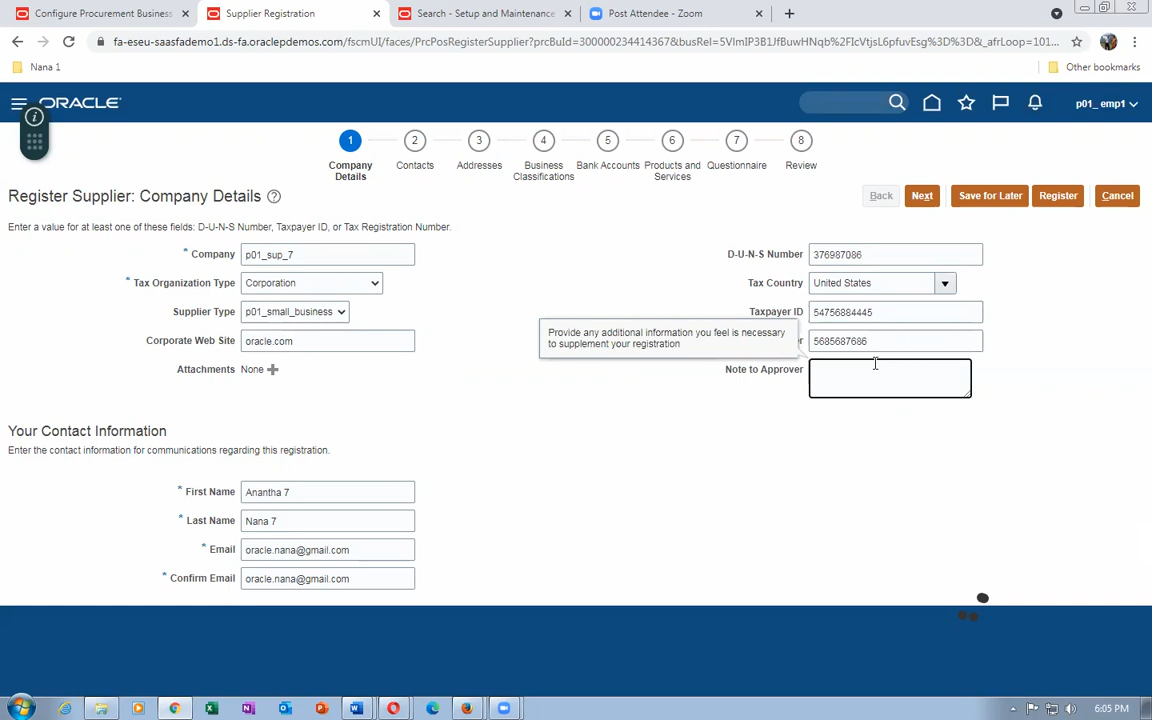 Configure Procurement Business
Supplier Registration
Search - Setup and Maintenance
Post Attendee - Zoom
fa-eseu-saasfademo1.ds-fa.oraclepdemos.com/fscmUI/faces/PrcPosRegisterSupplier?prcBuId=300000234414367&busRel=5VlmIP3B1JfBuwHNqb%2FIcVtjsL6pfuvEsg%3D%3D&_afrLoop=101...
Nana 1
Other bookmarks
ORACLE
p01_ emp1
1
2
3
4
5
6
7
8
Company Details
Contacts
Addresses
Business Classifications
Bank Accounts
Products and Services
Questionnaire
Review
Register Supplier: Company Details
Back
Next
Save for Later
Register
Cancel
Enter a value for at least one of these fields: D-U-N-S Number, Taxpayer ID, or Tax Registration Number.
* Company p01_sup_7
D-U-N-S Number 376987086
* Tax Organization Type Corporation
Tax Country United States
Supplier Type p01_small_business
Taxpayer ID 54756884445
Provide any additional information you feel is necessary
to supplement your registration
Corporate Web Site oracle.com
r 5685687686
Attachments None
Note to Approver
Your Contact Information
Enter the contact information for communications regarding this registration.
* First Name Anantha 7
* Last Name Nana 7
* Email oracle.nana@gmail.com
* Confirm Email oracle.nana@gmail.com
6:05 PM